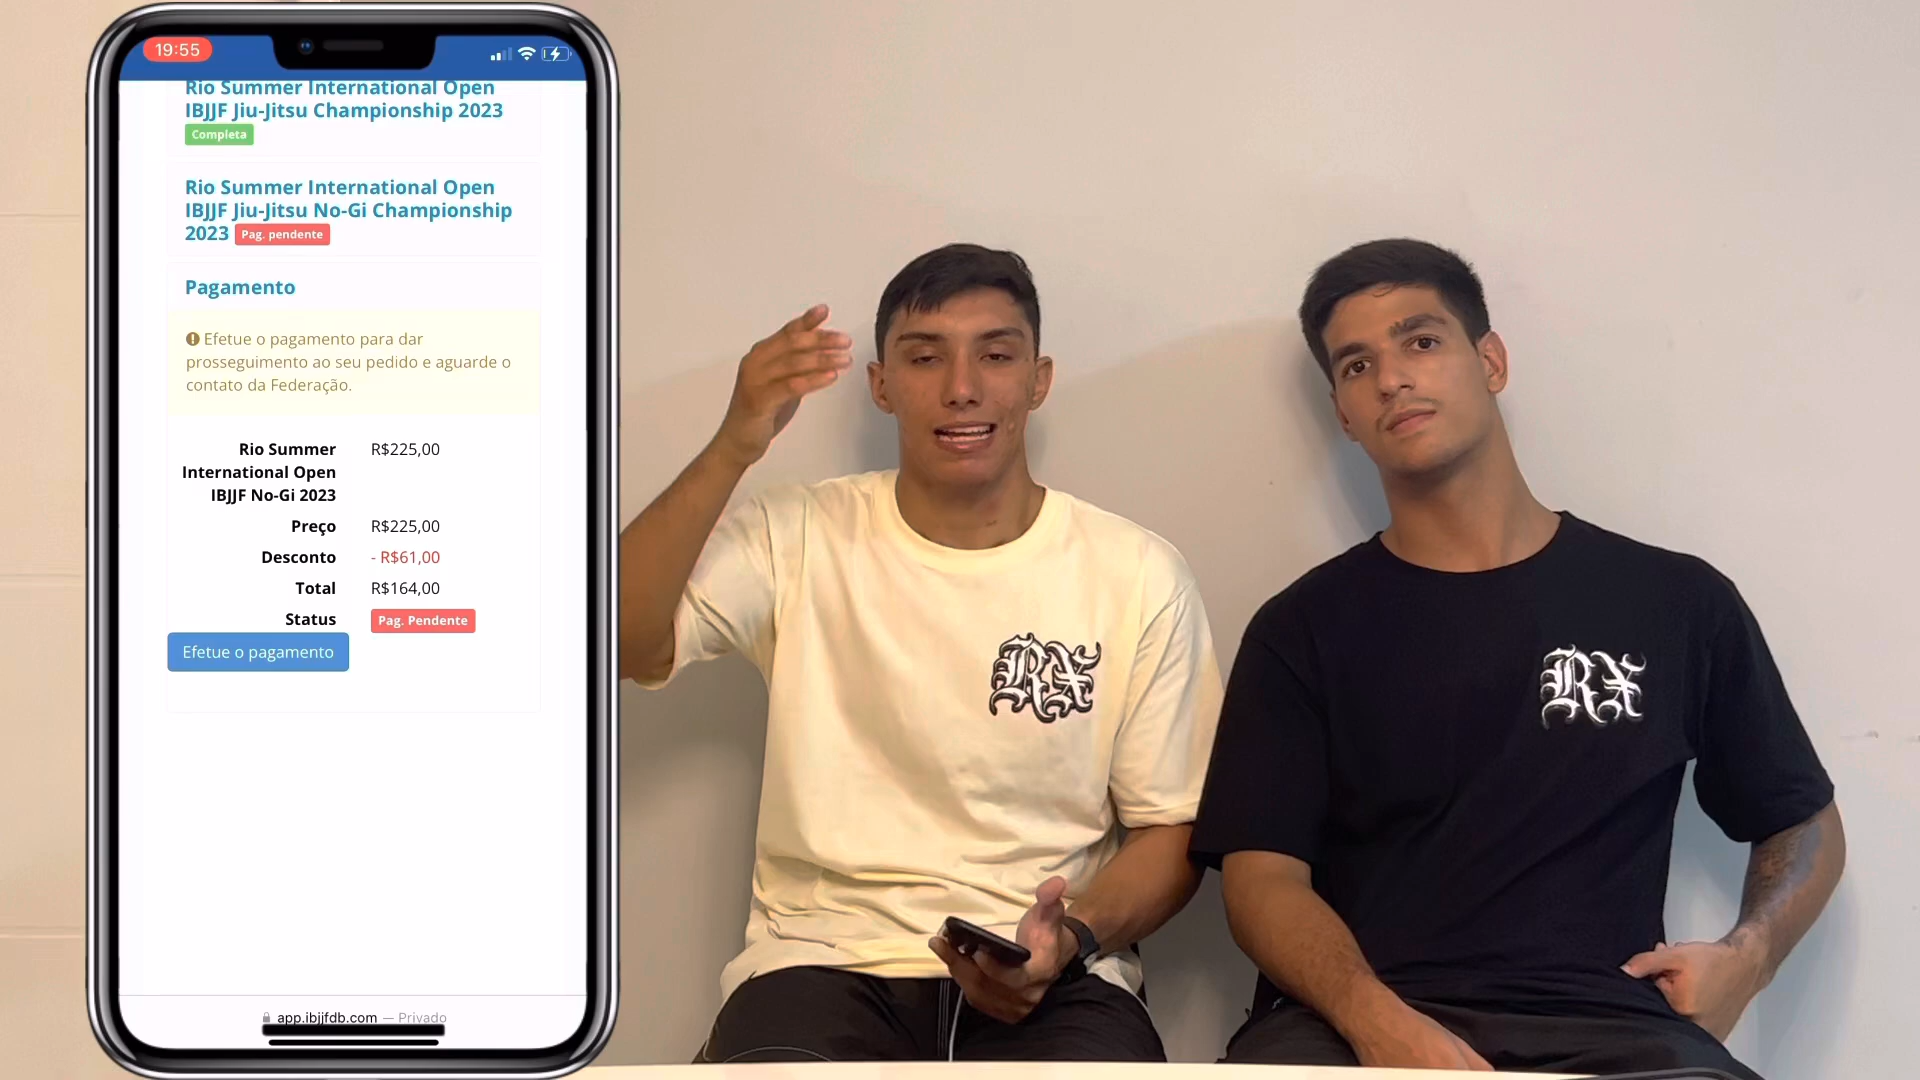 19:55
Rio Summer International Open
IBJJF Jiu-Jitsu Championship 2023
Completa
Rio Summer International Open
IBJJF Jiu-Jitsu No-Gi Championship
2023 Pag. pendente
Pagamento
Efetue o pagamento para dar
prosseguimento ao seu pedido e aguarde o
contato da Federação.
Rio Summer R$225,00
International Open
IBJJF No-Gi 2023
Preço R$225,00
Desconto - R$61,00
Total R$164,00
Status Pag. Pendente
Efetue o pagamento
app.ibjjfdb.com — Privado
RX
RX